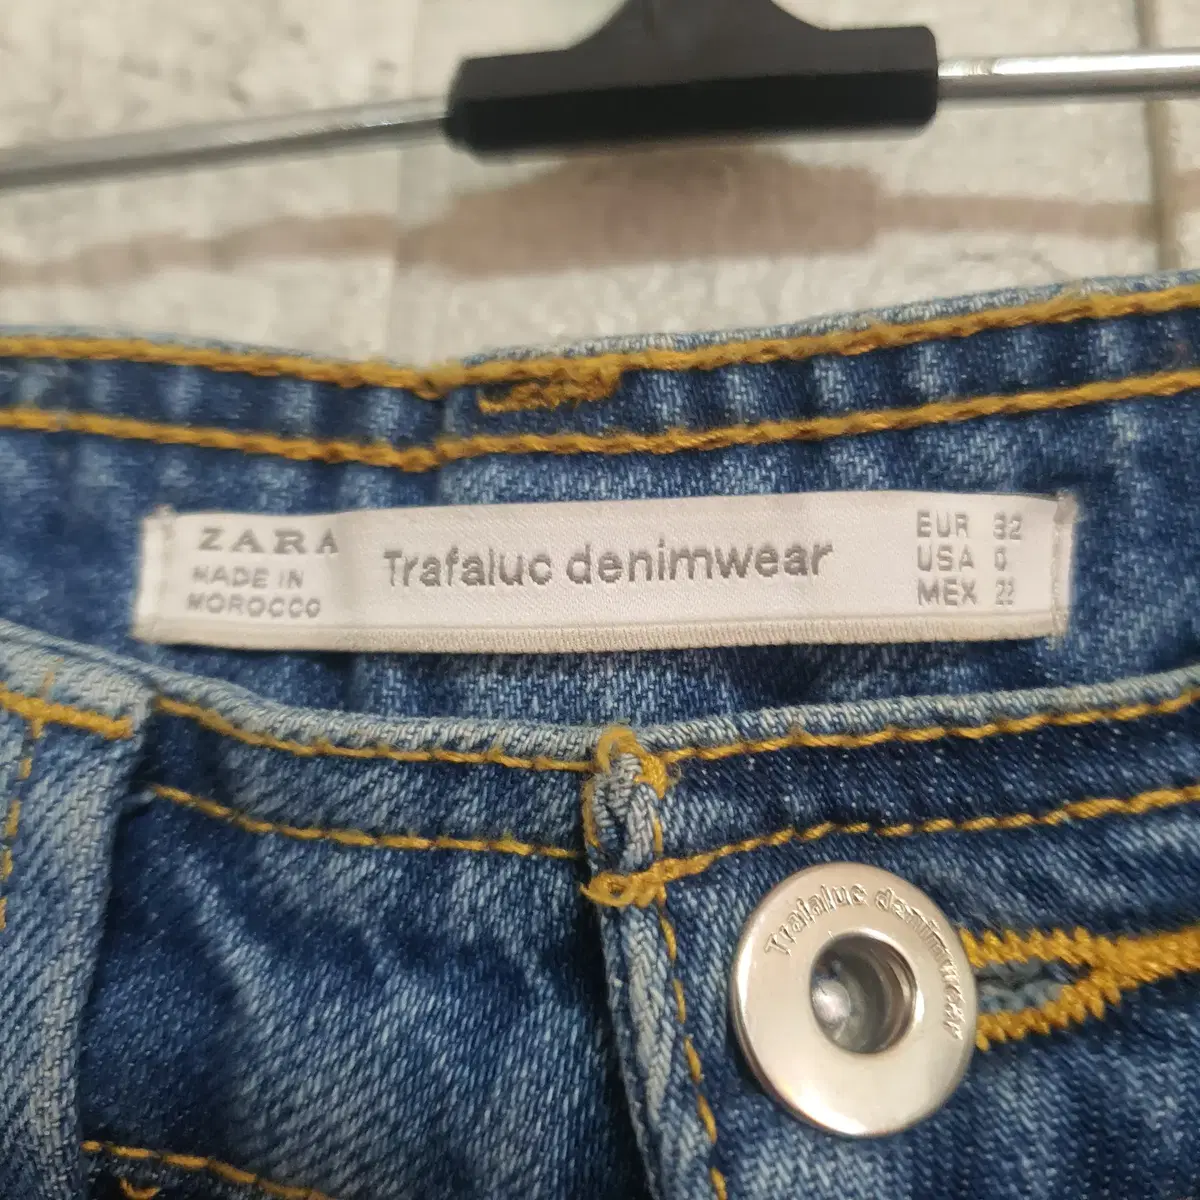 ZARA
MADE IN
MOROCCO
Trafaluc denimwear
EUR 32
USA 0
MEX 22
Trafaluc denimwear